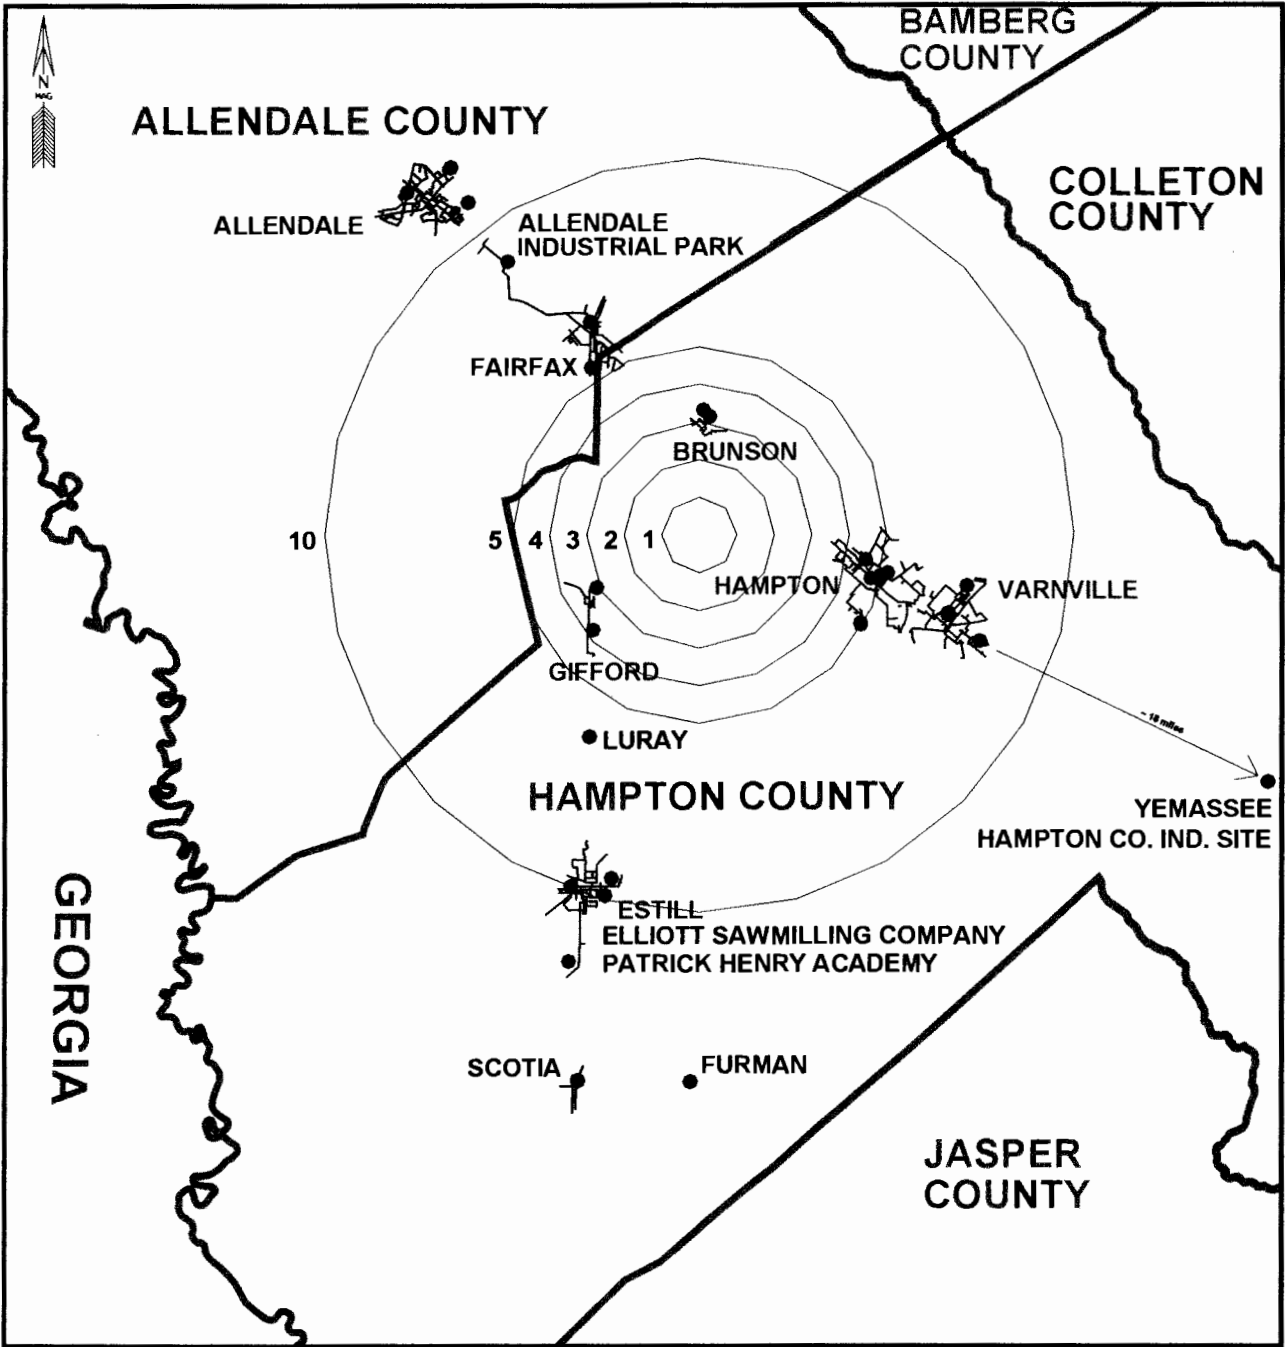 BAMBERG
COUNTY
N
MAG
ALLENDALE COUNTY
COLLETON
COUNTY
ALLENDALE
ALLENDALE
INDUSTRIAL PARK
FAIRFAX
BRUNSON
10
5
4
3
2
1
HAMPTON
VARNVILLE
GIFFORD
~ 18 miles
LURAY
HAMPTON COUNTY
YEMASSEE
HAMPTON CO. IND. SITE
GEORGIA
ESTILL
ELLIOTT SAWMILLING COMPANY
PATRICK HENRY ACADEMY
SCOTIA
FURMAN
JASPER
COUNTY